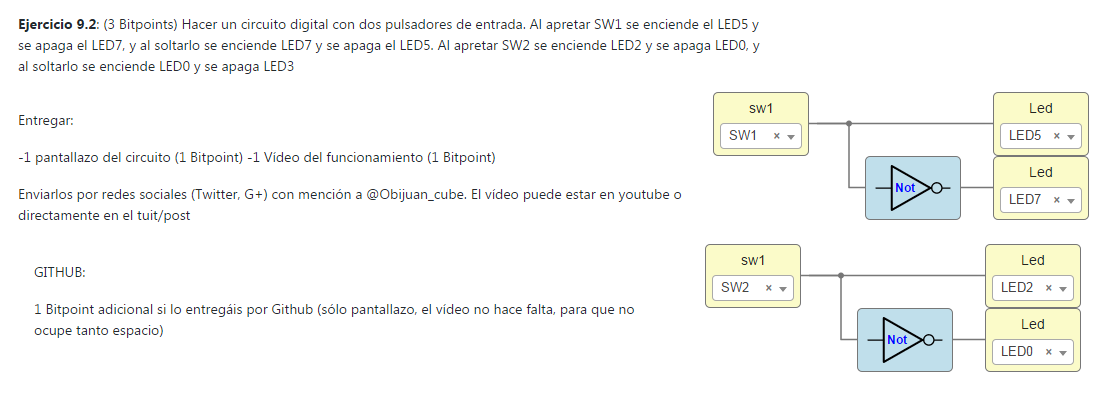 Ejercicio 9.2: (3 Bitpoints) Hacer un circuito digital con dos pulsadores de entrada. Al apretar SW1 se enciende el LED5 y
se apaga el LED7, y al soltarlo se enciende LED7 y se apaga el LED5. Al apretar SW2 se enciende LED2 y se apaga LED0, y
al soltarlo se enciende LED0 y se apaga LED3
Entregar:
-1 pantallazo del circuito (1 Bitpoint) -1 Vídeo del funcionamiento (1 Bitpoint)
Enviarlos por redes sociales (Twitter, G+) con mención a @Obijuan_cube. El vídeo puede estar en youtube o
directamente en el tuit/post
GITHUB:
1 Bitpoint adicional si lo entregáis por Github (sólo pantallazo, el vídeo no hace falta, para que no
ocupe tanto espacio)
sw1
SW1 ×
Led
LED5 ×
Not
Led
LED7 ×
sw1
SW2 ×
Led
LED2 ×
Not
Led
LED0 ×